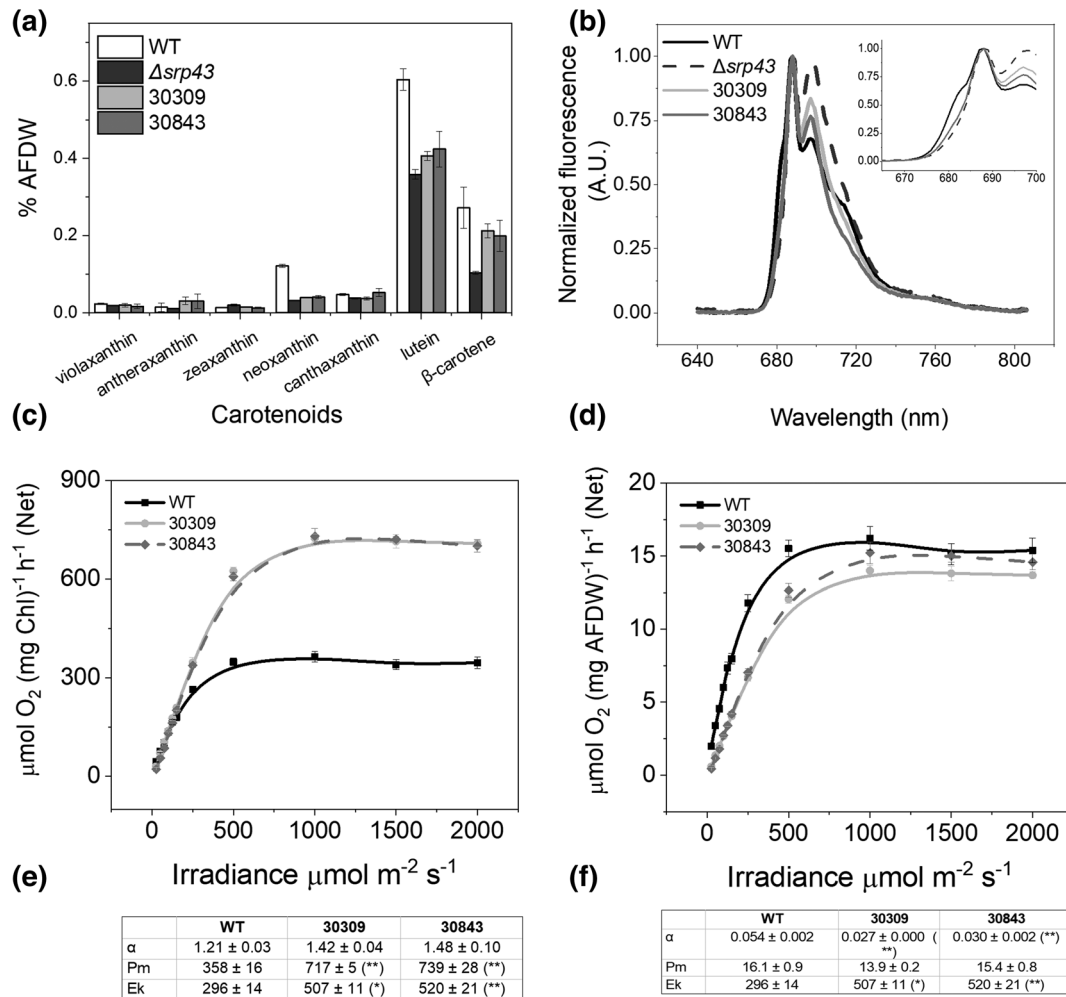 (a)
WT
Δsrp43
30309
30843
% AFDW
0.6
0.4
0.2
0.0
violaxanthin
antheraxanthin
zeaxanthin
neoxanthin
canthaxanthin
lutein
β-carotene
Carotenoids
(b)
WT
Δsrp43
30309
30843
Normalized fluorescence
(A.U.)
1.00
0.75
0.50
0.25
0.00
640
680
720
760
800
1.00
0.75
0.50
0.25
0.00
670
680
690
700
Wavelength (nm)
(c)
WT
30309
30843
μmol O₂ (mg Chl)⁻¹ h⁻¹ (Net)
900
600
300
0
0
500
1000
1500
2000
Irradiance μmol m⁻² s⁻¹
(d)
WT
30309
30843
μmol O₂ (mg AFDW)⁻¹ h⁻¹ (Net)
20
15
10
5
0
0
500
1000
1500
2000
Irradiance μmol m⁻² s⁻¹
(e)
WT 30309 30843
α 1.21 ± 0.03 1.42 ± 0.04 1.48 ± 0.10
Pm 358 ± 16 717 ± 5 (**) 739 ± 28 (**)
Ek 296 ± 14 507 ± 11 (*) 520 ± 21 (**)
(f)
WT 30309 30843
α 0.054 ± 0.002 0.027 ± 0.000 ( 0.030 ± 0.002 (**)
**)
Pm 16.1 ± 0.9 13.9 ± 0.2 15.4 ± 0.8
Ek 296 ± 14 507 ± 11 (*) 520 ± 21 (**)